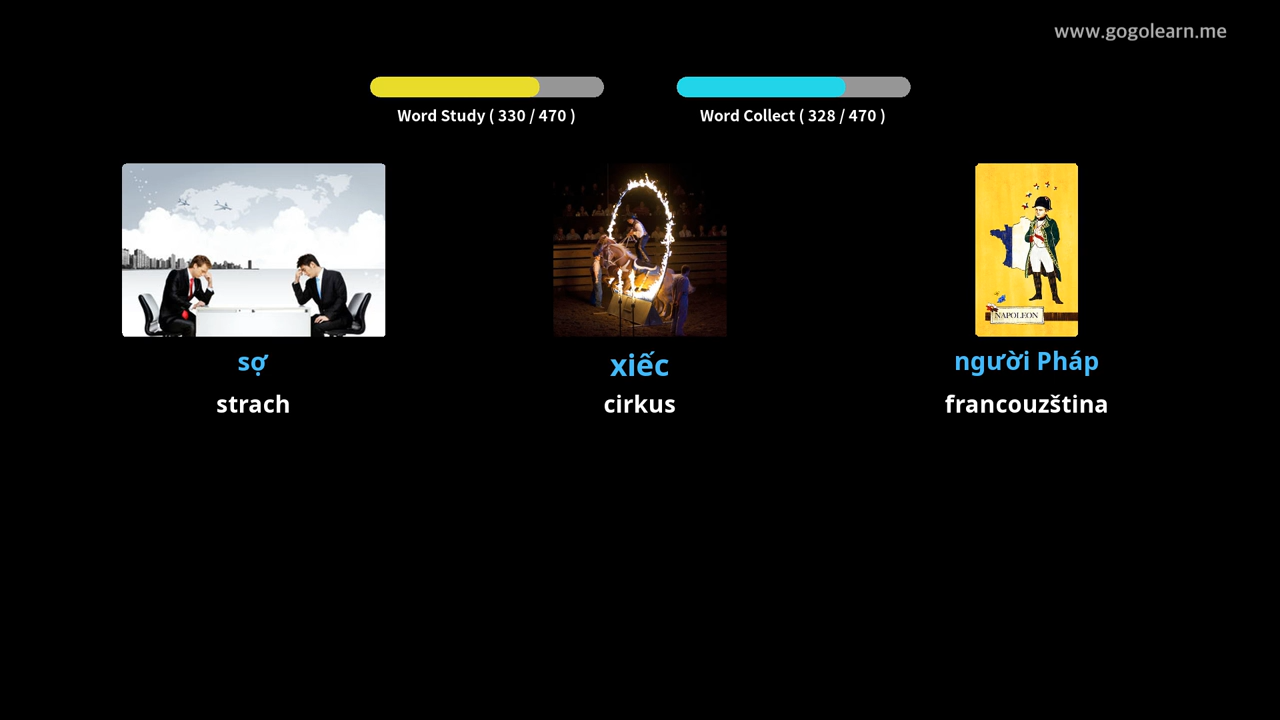 www.gogolearn.me
Word Study ( 330 / 470 )
Word Collect ( 328 / 470 )
NAPOLEON
sợ
xiếc
người Pháp
strach
cirkus
francouzština